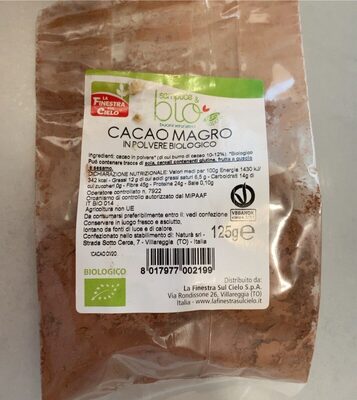 LA
FINESTRA
SUL
CIELO
semplice &
bio
CACAO MAGRO
IN POLVERE BIOLOGICO
Ingredienti: cacao in polvere* (di cui burro di cacao 10-12%). *Biologico
Può contenere tracce di soia, cereali contenenti glutine, frutta a guscio
e sesamo.
DICHIARAZIONE NUTRIZIONALE: Valori medi per 100g Energia 1430 kJ/
342 kcal - Grassi 12 g di cui acidi grassi saturi 8,5 g - Carboidrati 14g di
cui zuccheri 0g - Fibre 45g - Proteine 24g - Sale 0,10g
Operatore controllato n. 7922
Organismo di controllo autorizzato dal MIPAAF
IT BIO 014
Agricoltura non UE
Da consumarsi preferibilmente entro il: vedi confezione
Conservare in luogo fresco e asciutto,
lontano da fonti di luce e di calore.
Confezionato nello stabilimento di: Natura srl -
Strada Sotto Cerca, 7 - Villareggia (TO) - Italia
125g e
VEGANOK
BIOLOGICO
8 017977 002199
Distribuito da:
La Finestra Sul Cielo S.p.A.
Via Rondissone 26, Villareggia (TO)
Italia - www.lafinestrasulcielo.it